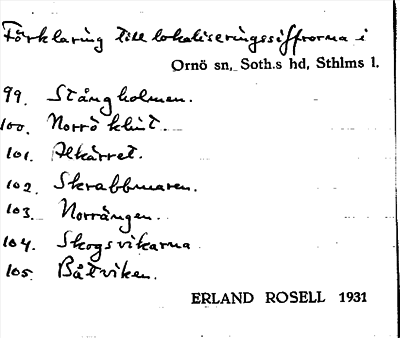 Förklaring till lokaliseringssiffrorna i
Ornö sn, Soth.s hd, Sthlms l.
99. Stångholmen.
100. Norrö klint.
101. Alkärret.
102. Skrabbmaren.
103. Norrängen.
104. Skogsvikarna
105. Båtviken.
ERLAND ROSELL 1931